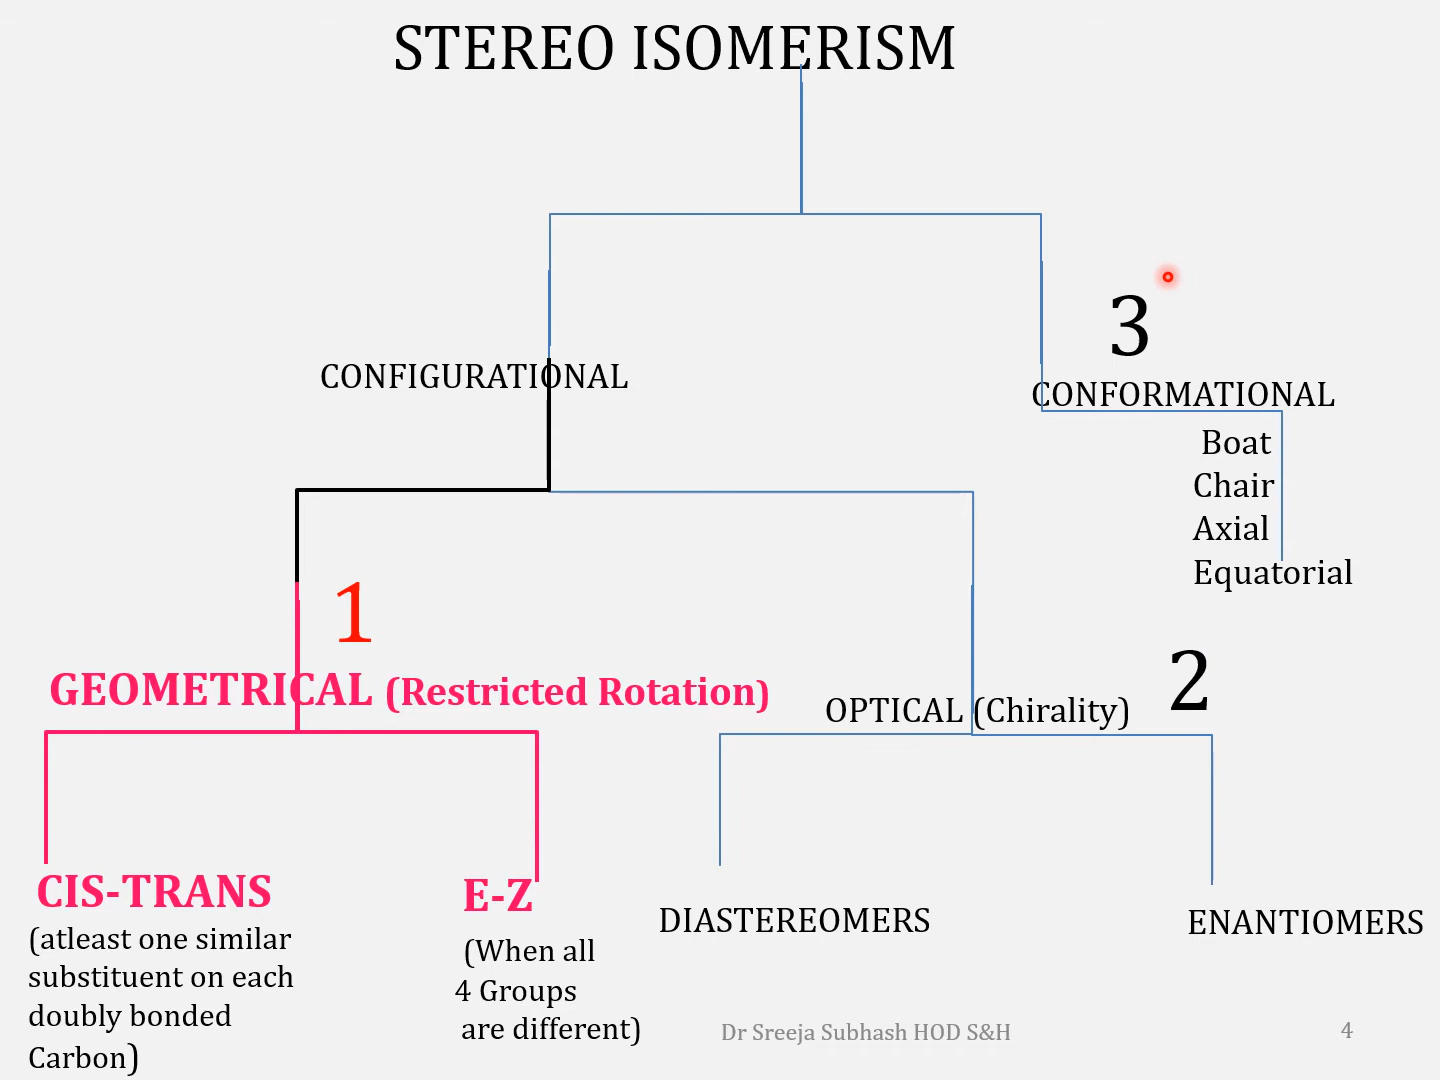 STEREO ISOMERISM
3
CONFIGURATIONAL
CONFORMATIONAL
Boat
Chair
Axial
Equatorial
1
GEOMETRICAL (Restricted Rotation)
2
OPTICAL (Chirality)
CIS-TRANS
(atleast one similar
substituent on each
doubly bonded
Carbon)
E-Z
(When all
4 Groups
are different)
DIASTEREOMERS
ENANTIOMERS
Dr Sreeja Subhash HOD S&H
4